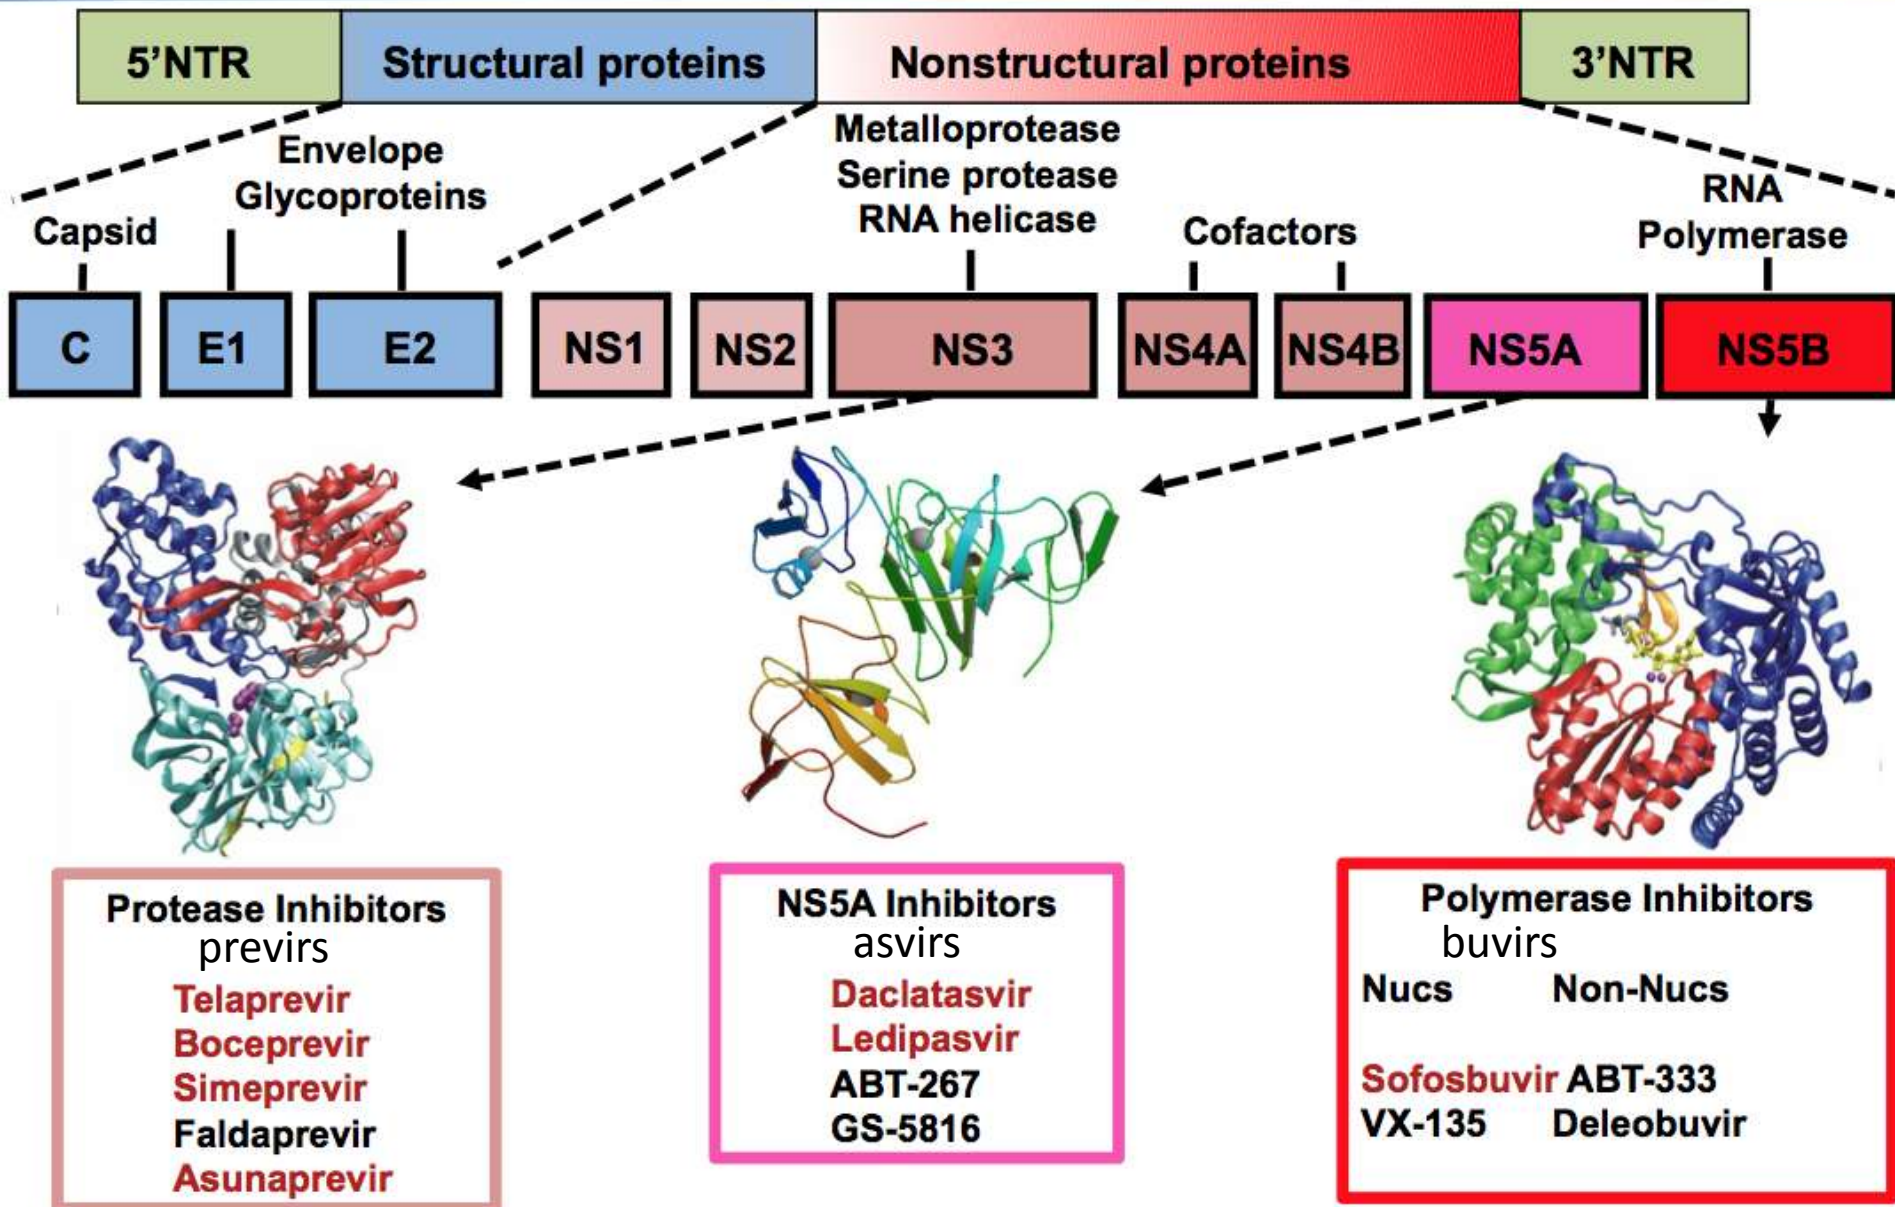 5’NTR
Structural proteins
Nonstructural proteins
3’NTR
Capsid
Envelope
Glycoproteins
Metalloprotease
Serine protease
RNA helicase
Cofactors
RNA
Polymerase
C
E1
E2
NS1
NS2
NS3
NS4A
NS4B
NS5A
NS5B
Protease Inhibitors
previrs
Telaprevir
Boceprevir
Simeprevir
Faldaprevir
Asunaprevir
NS5A Inhibitors
asvirs
Daclatasvir
Ledipasvir
ABT-267
GS-5816
Polymerase Inhibitors
buvirs
Nucs Non-Nucs
Sofosbuvir ABT-333
VX-135 Deleobuvir